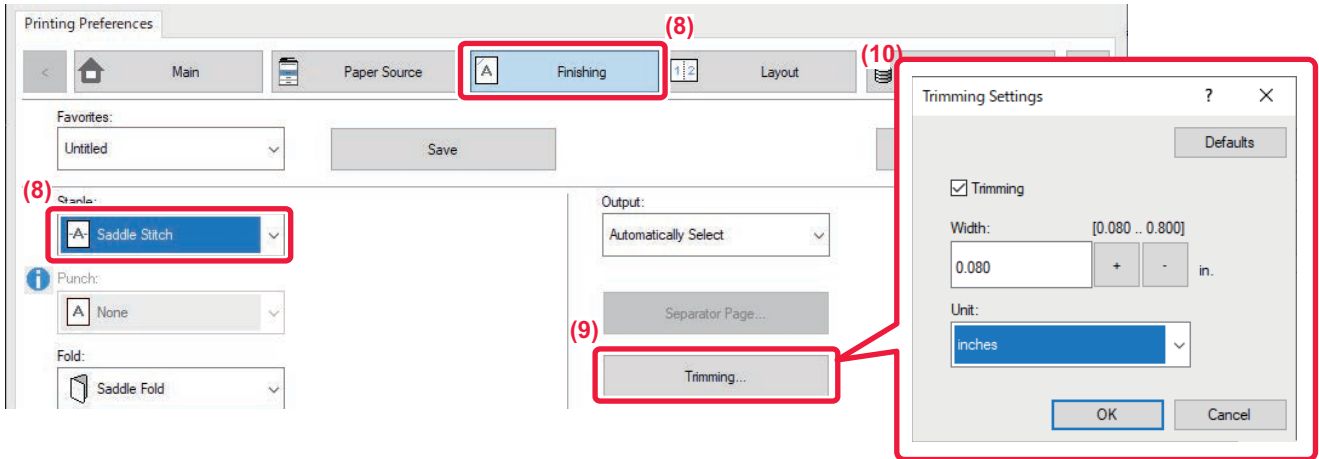 Printing Preferences
(8)
(10)
<
Main
Paper Source
A
Finishing
1 2
Layout
Favorites:
Untitled
Save
(8)
Staple:
-A- Saddle Stitch
i Punch:
A None
Fold:
Saddle Fold
Output:
Automatically Select
Separator Page...
(9)
Trimming...
Trimming Settings ? X
Defaults
Trimming
Width: [0.080 .. 0.800]
0.080 + - in.
Unit:
inches
OK Cancel